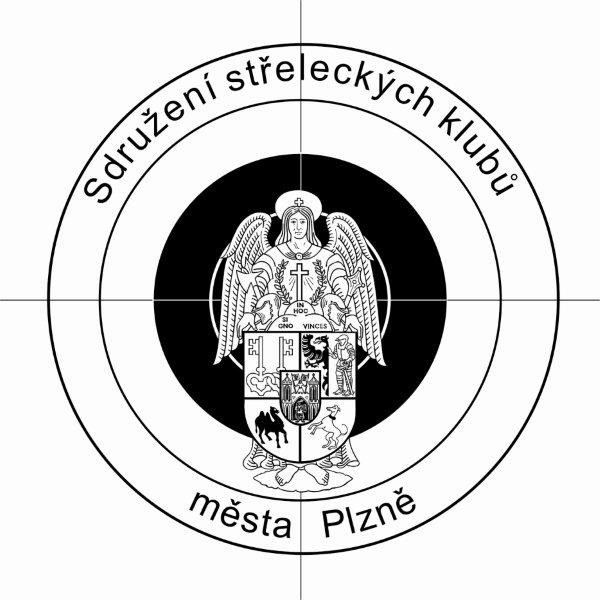 Sdružení střeleckých klubů
IN
HOC
SI
GNO VINCES
města Plzně